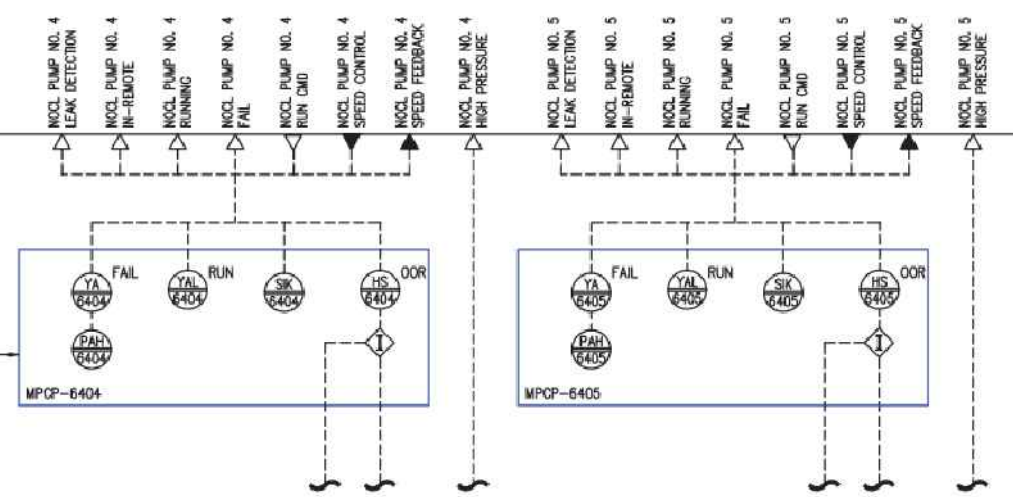 NOCL PUMP NO. 4
LEAK DETECTION
NOCL PUMP NO. 4
IN-REMOTE
NOCL PUMP NO. 4
RUNNING
NOCL PUMP NO. 4
FAIL
NOCL PUMP NO. 4
RUN CMD
NOCL PUMP NO. 4
SPEED CONTROL
NOCL PUMP NO. 4
SPEED FEEDBACK
NOCL PUMP NO. 4
HIGH PRESSURE
NOCL PUMP NO. 5
LEAK DETECTION
NOCL PUMP NO. 5
IN-REMOTE
NOCL PUMP NO. 5
RUNNING
NOCL PUMP NO. 5
FAIL
NOCL PUMP NO. 5
RUN CMD
NOCL PUMP NO. 5
SPEED CONTROL
NOCL PUMP NO. 5
SPEED FEEDBACK
NOCL PUMP NO. 5
HIGH PRESSURE
YA
6404
FAIL
YAL
6404
RUN
SIK
6404
HS
6404
OOR
PAH
6404
I
MPCP-6404
YA
6405
FAIL
YAL
6405
RUN
SIK
6405
HS
6405
OOR
PAH
6405
I
MPCP-6405